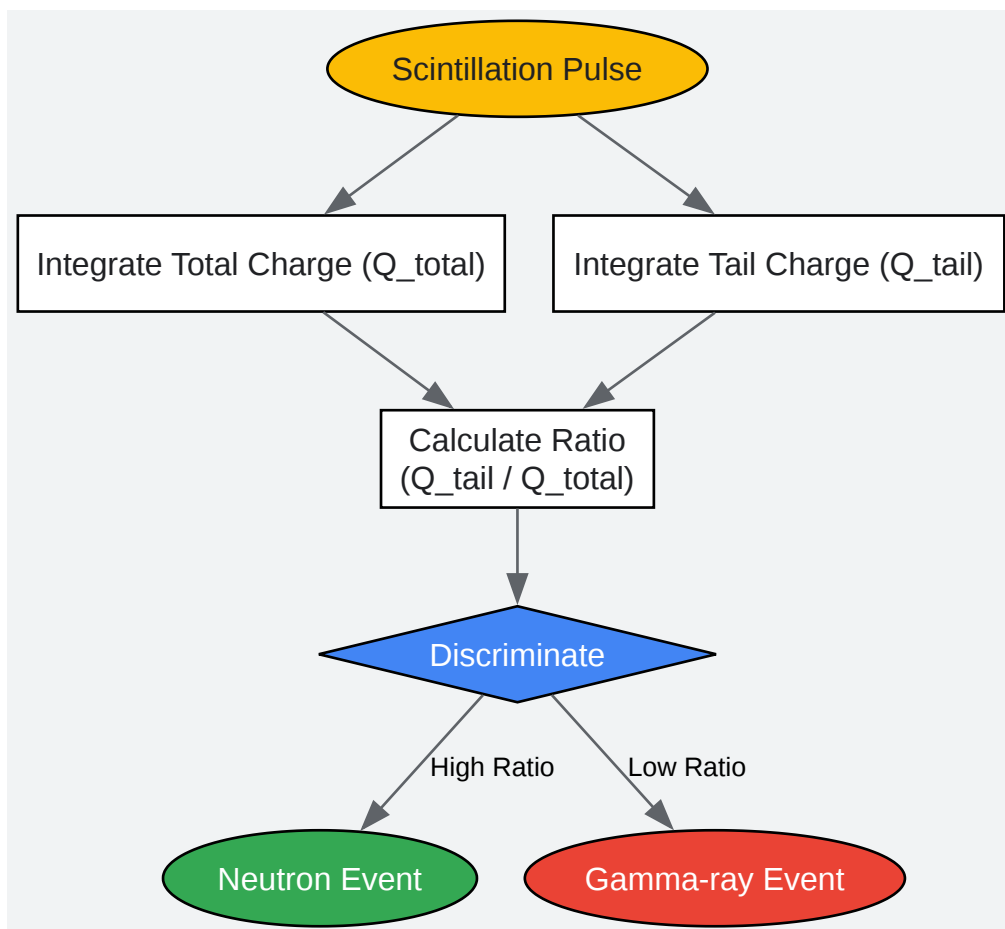 Scintillation Pulse
Integrate Total Charge (Q_total)
Integrate Tail Charge (Q_tail)
Calculate Ratio
(Q_tail / Q_total)
Discriminate
High Ratio
Low Ratio
Neutron Event
Gamma-ray Event